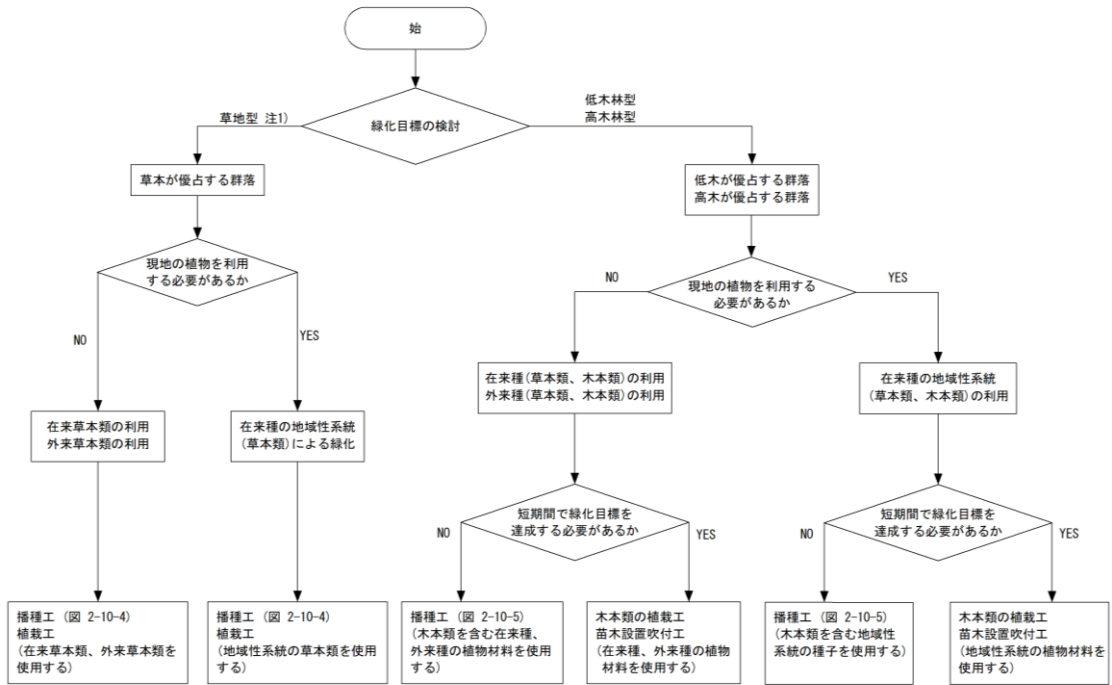 始
緑化目標の検討
草地型 注1)
低木林型
高木林型
草本が優占する群落
低木が優占する群落
高木が優占する群落
現地の植物を利用
する必要があるか
現地の植物を利用する
必要があるか
NO
YES
NO
YES
在来草本類の利用
外来草本類の利用
在来種の地域性系統
(草本類)による緑化
在来種(草本類、木本類)の利用
外来種(草本類、木本類)の利用
在来種の地域性系統
(草本類、木本類)の利用
短期間で緑化目標を
達成する必要があるか
短期間で緑化目標を
達成する必要があるか
NO
YES
NO
YES
播種工 (図 2-10-4)
植栽工
(在来草本類、外来草本類を
使用する)
播種工 (図 2-10-4)
植栽工
(地域性系統の草本類を使用
する)
播種工 (図 2-10-5)
(木本類を含む在来種、
外来種の植物材料を使用
する)
木本類の植栽工
苗木設置吹付工
(在来種、外来種の植物
材料を使用する)
播種工 (図 2-10-5)
(木本類を含む地域性
系統の種子を使用する)
木本類の植栽工
苗木設置吹付工
(地域性系統の植物材料を
使用する)